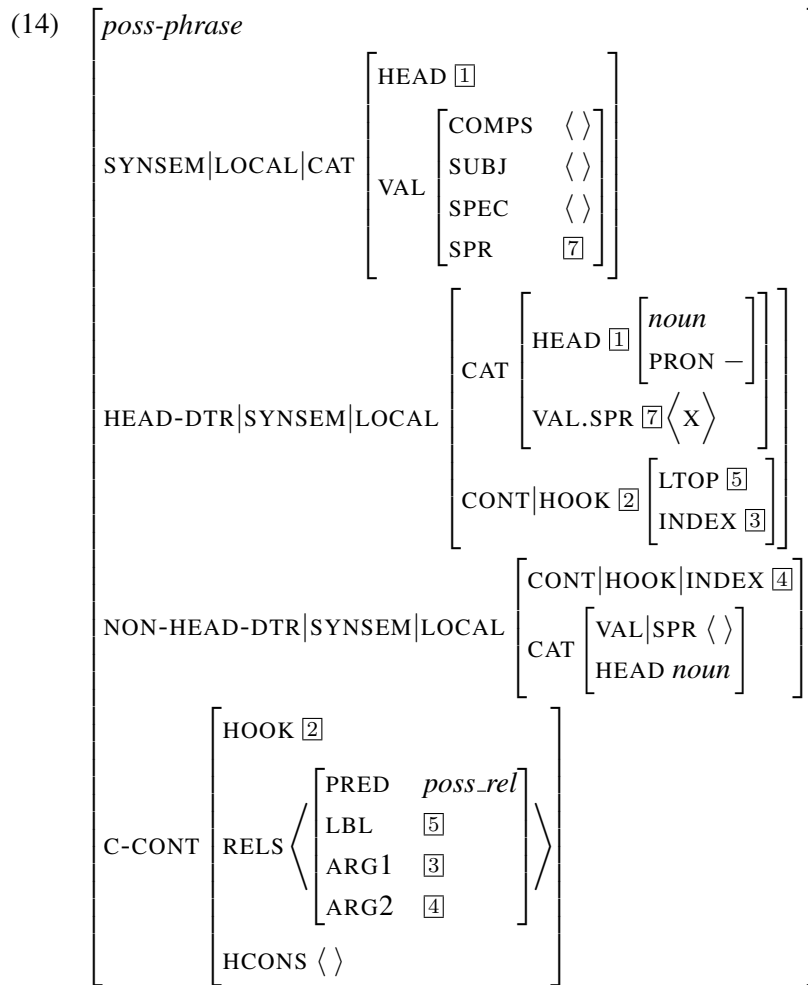 (14) poss-phrase
HEAD 1
COMPS ⟨ ⟩
SUBJ ⟨ ⟩
SYNSEM|LOCAL|CAT
VAL
SPEC ⟨ ⟩
SPR 7
noun
HEAD 1
PRON −
CAT
VAL.SPR 7 ⟨X⟩
HEAD-DTR|SYNSEM|LOCAL
LTOP 5
CONT|HOOK 2
INDEX 3
CONT|HOOK|INDEX 4
NON-HEAD-DTR|SYNSEM|LOCAL
VAL|SPR ⟨ ⟩
CAT
HEAD noun
HOOK 2
PRED poss_rel
LBL 5
C-CONT RELS
ARG1 3
ARG2 4
HCONS ⟨ ⟩